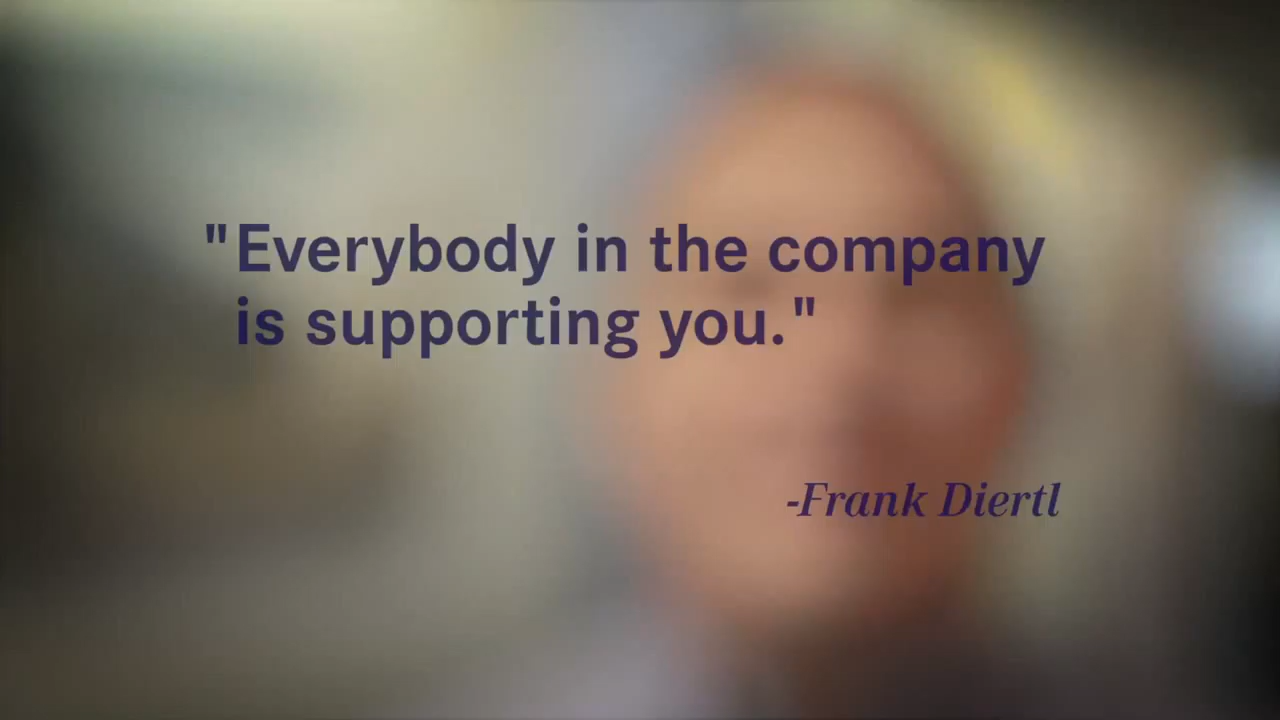 "Everybody in the company
is supporting you."
-Frank Diertl